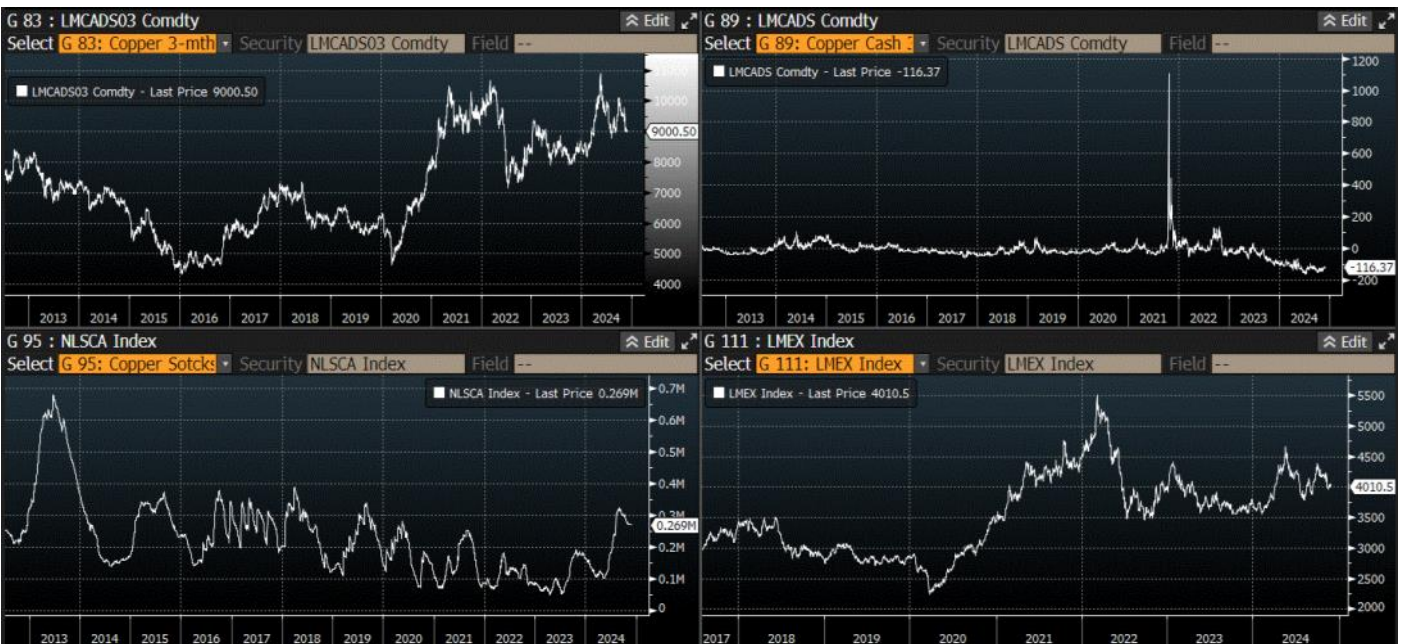 G 83 : LMCADS03 Comdty
Edit
Select G 83: Copper 3-mth Security LMCADS03 Comdty Field --
LMCADS03 Comdty - Last Price 9000.50
10000
9000.50
8000
7000
6000
5000
4000
2013 2014 2015 2016 2017 2018 2019 2020 2021 2022 2023 2024
G 89 : LMCADS Comdty
Edit
Select G 89: Copper Cash Security LMCADS Comdty Field --
LMCADS Comdty - Last Price -116.37
1200
1000
800
600
400
200
0
-116.37
-200
2013 2014 2015 2016 2017 2018 2019 2020 2021 2022 2023 2024
G 95 : NLSCA Index
Edit
Select G 95: Copper Sotcks Security NLSCA Index Field --
NLSCA Index - Last Price 0.269M
0.7M
0.6M
0.5M
0.4M
0.3M
0.269M
0.2M
0.1M
0
2013 2014 2015 2016 2017 2018 2019 2020 2021 2022 2023 2024
G 111 : LMEX Index
Edit
Select G 111: LMEX Index Security LMEX Index Field --
LMEX Index - Last Price 4010.5
5500
5000
4500
4010.5
3500
3000
2500
2000
2017 2018 2019 2020 2021 2022 2023 2024